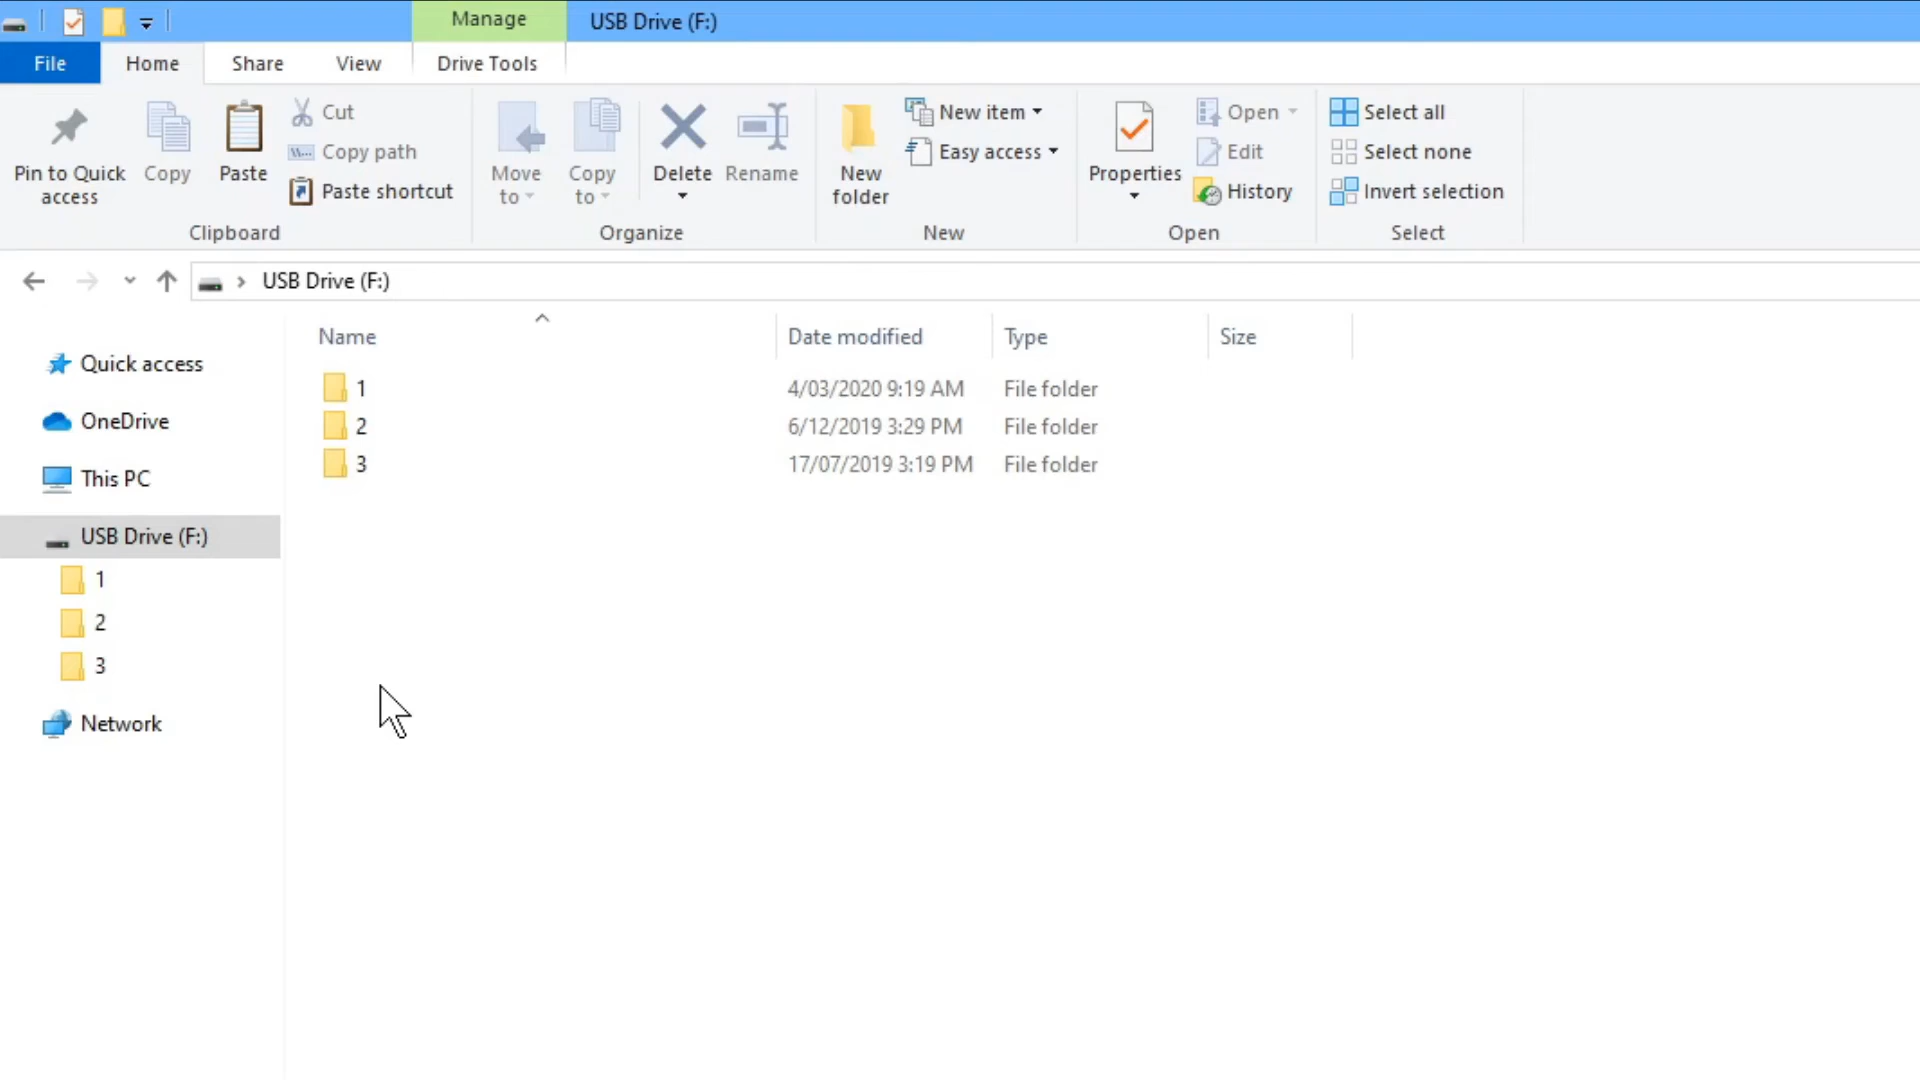 Manage
USB Drive (F:)
File
Home
Share
View
Drive Tools
Pin to Quick access
Copy
Paste
Cut
Copy path
Paste shortcut
Clipboard
Move to
Copy to
Delete
Rename
Organize
New folder
New item
Easy access
New
Properties
Open
Edit
History
Open
Select all
Select none
Invert selection
Select
USB Drive (F:)
Name Date modified Type Size
1 4/03/2020 9:19 AM File folder
2 6/12/2019 3:29 PM File folder
3 17/07/2019 3:19 PM File folder
Quick access
OneDrive
This PC
USB Drive (F:)
1
2
3
Network